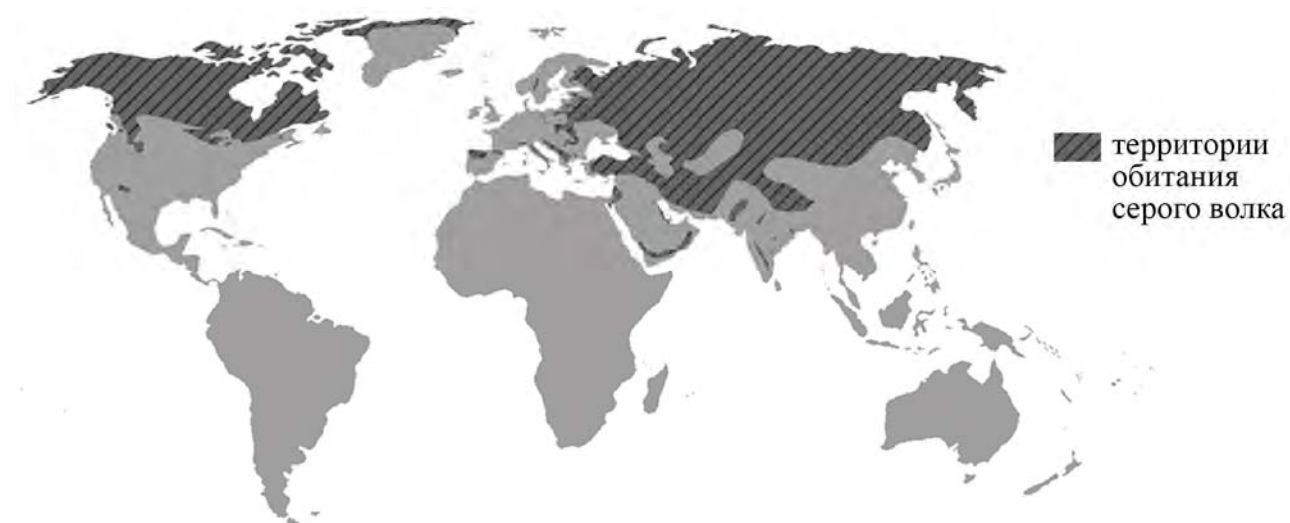 территории
обитания
серого волка